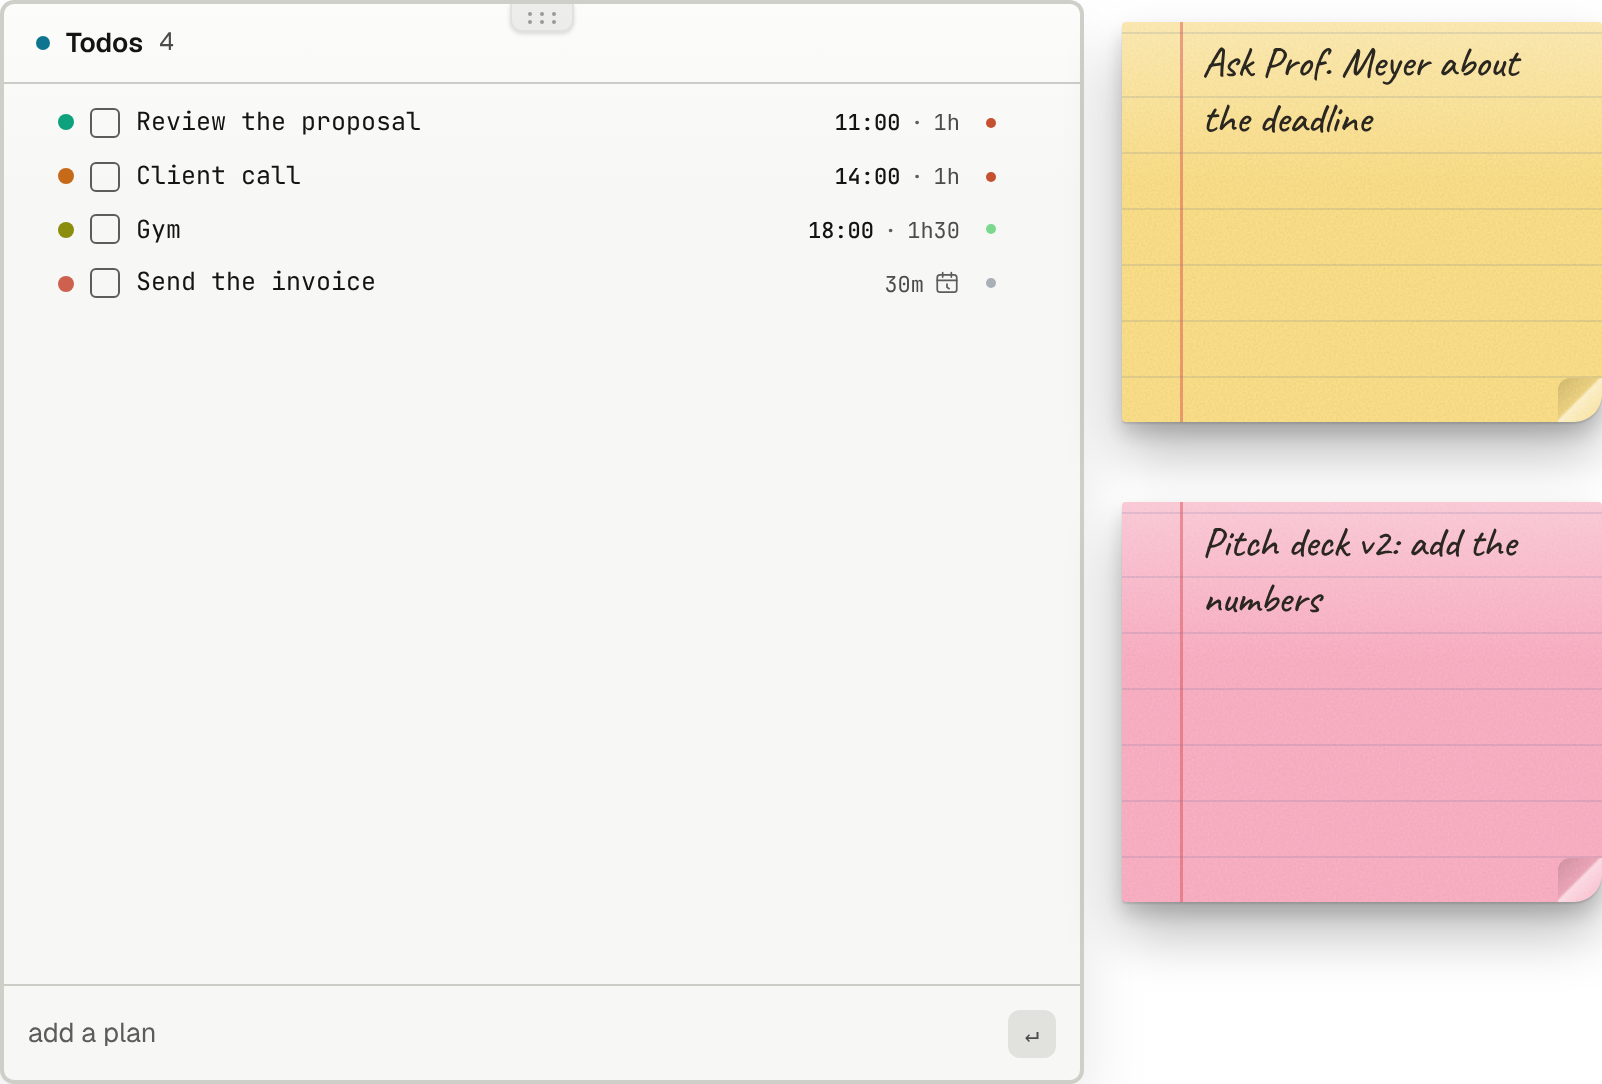 Todos 4
Review the proposal 11:00 · 1h
Client call 14:00 · 1h
Gym 18:00 · 1h30
Send the invoice 30m
add a plan
Ask Prof. Meyer about
the deadline
Pitch deck v2: add the
numbers